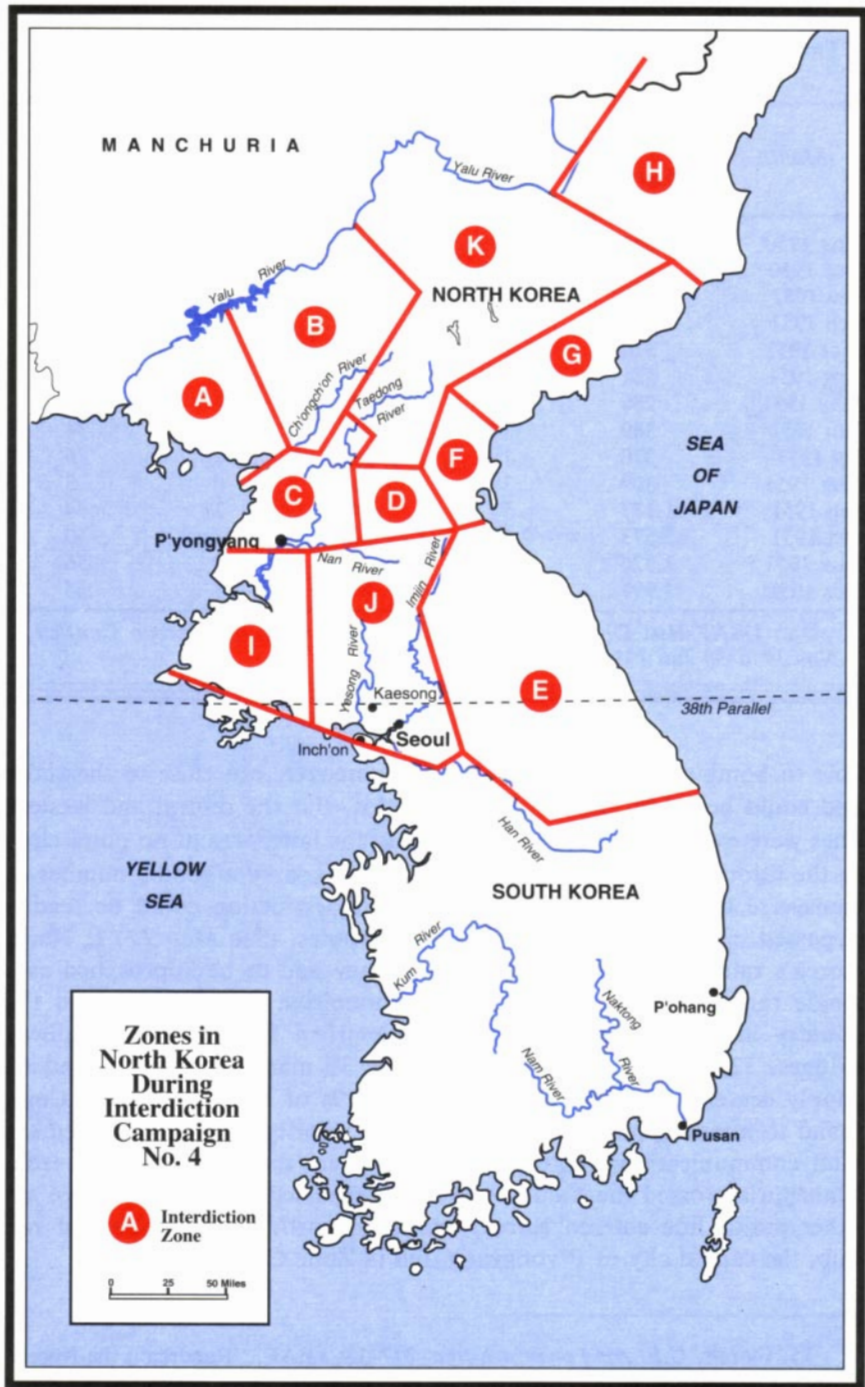 MANCHURIA
Yalu River
H
K
Yalu River
NORTH KOREA
B
G
A
Ch'ongch'on River
Taedong
River
F
SEA
OF
JAPAN
C
D
P'yongyang
Nan River
Imjin River
J
I
Yesong River
E
Kaesong
38th Parallel
Seoul
Inch'on
Han River
YELLOW
SEA
SOUTH KOREA
Kum River
Naktong River
P'ohang
Nam River
Pusan
Zones in
North Korea
During
Interdiction
Campaign
No. 4
A Interdiction
Zone
0 25 50 Miles